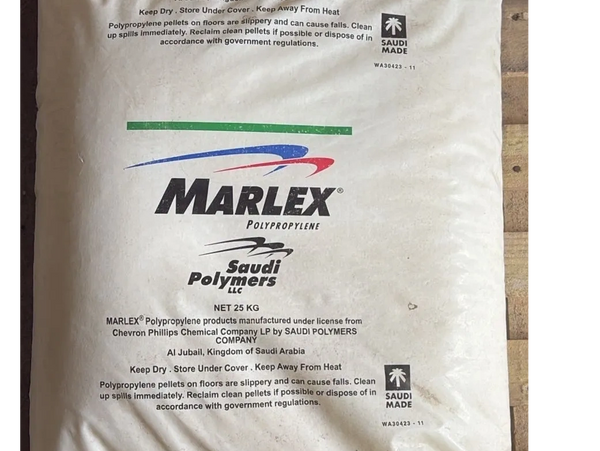 Keep Dry . Store Under Cover . Keep Away From Heat
Polypropylene pellets on floors are slippery and can cause falls. Clean
up spills immediately. Reclaim clean pellets if possible or dispose of in
accordance with government regulations.
SAUDI
MADE
WA30423 - 11
MARLEX®
POLYPROPYLENE
Saudi
Polymers
LLC
NET 25 KG
MARLEX® Polypropylene products manufactured under license from
Chevron Phillips Chemical Company LP by SAUDI POLYMERS
COMPANY
Al Jubail, Kingdom of Saudi Arabia
Keep Dry . Store Under Cover . Keep Away From Heat
Polypropylene pellets on floors are slippery and can cause falls. Clean
up spills immediately. Reclaim clean pellets if possible or dispose of in
accordance with government regulations.
SAUDI
MADE
WA30423 - 11